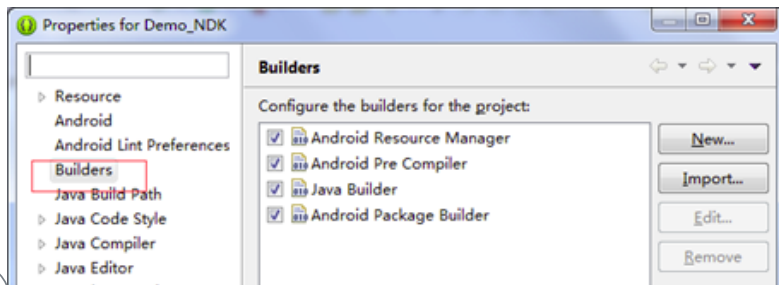 Properties for Demo_NDK
Builders
Resource
Android
Android Lint Preferences
Builders
Java Build Path
Java Code Style
Java Compiler
Java Editor
Configure the builders for the project:
Android Resource Manager
Android Pre Compiler
Java Builder
Android Package Builder
New...
Import...
Edit...
Remove